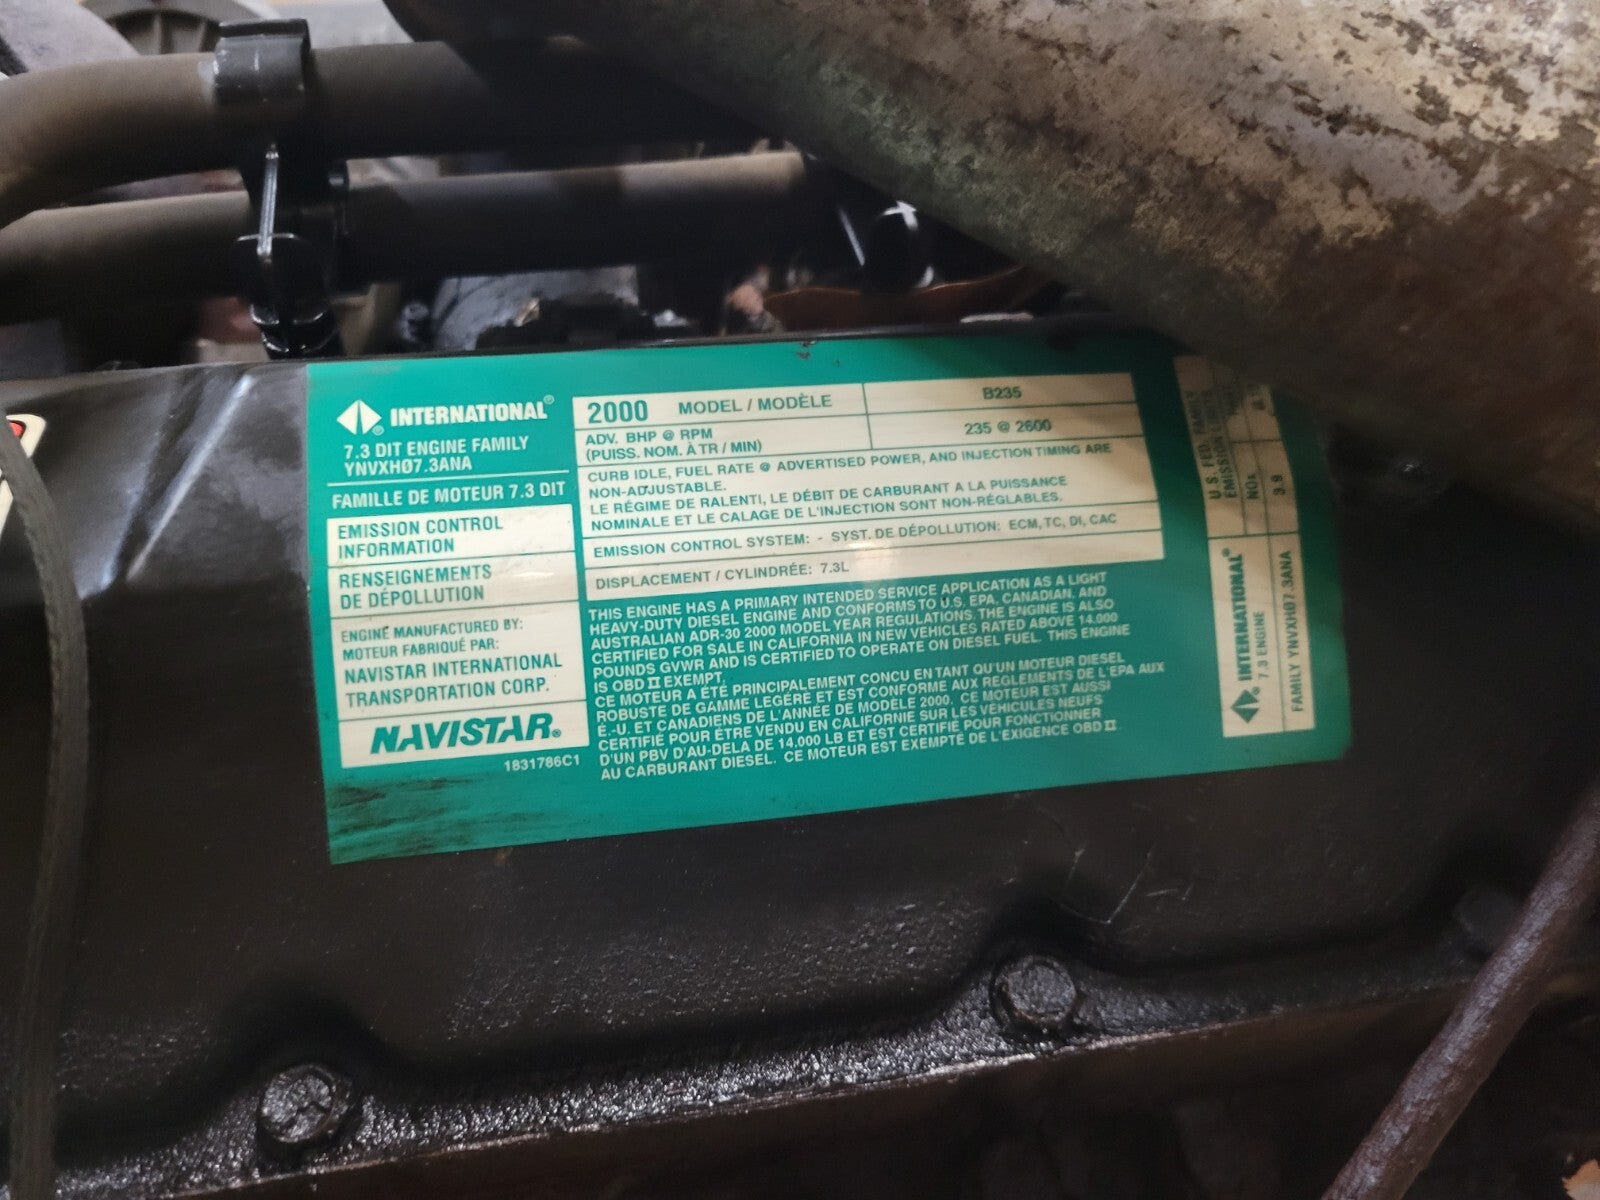 INTERNATIONAL®
7.3 DIT ENGINE FAMILY
YNVXHØ7.3ANA
FAMILLE DE MOTEUR 7.3 DIT
EMISSION CONTROL
INFORMATION
RENSEIGNEMENTS
DE DÉPOLLUTION
ENGINE MANUFACTURED BY:
MOTEUR FABRIQUÉ PAR:
NAVISTAR INTERNATIONAL
TRANSPORTATION CORP.
NAVISTAR®
1831786C1
2000 MODEL / MODÈLE B235
ADV. BHP @ RPM
(PUISS. NOM. À TR / MIN) 235 @ 2600
CURB IDLE, FUEL RATE @ ADVERTISED POWER, AND INJECTION TIMING ARE
NON-ADJUSTABLE.
LE RÉGIME DE RALENTI, LE DÉBIT DE CARBURANT A LA PUISSANCE
NOMINALE ET LE CALAGE DE L'INJECTION SONT NON-RÉGLABLES.
EMISSION CONTROL SYSTEM: - SYST. DE DÉPOLLUTION: ECM, TC, DI, CAC
DISPLACEMENT / CYLINDRÉE: 7.3L
THIS ENGINE HAS A PRIMARY INTENDED SERVICE APPLICATION AS A LIGHT
HEAVY-DUTY DIESEL ENGINE AND CONFORMS TO U.S. EPA, CANADIAN, AND
AUSTRALIAN ADR-30 2000 MODEL YEAR REGULATIONS. THE ENGINE IS ALSO
CERTIFIED FOR SALE IN CALIFORNIA IN NEW VEHICLES RATED ABOVE 14.000
POUNDS GVWR AND IS CERTIFIED TO OPERATE ON DIESEL FUEL. THIS ENGINE
IS OBD II EXEMPT.
CE MOTEUR A ÉTÉ PRINCIPALEMENT CONCU EN TANT QU'UN MOTEUR DIESEL
ROBUSTE DE GAMME LEGÉRE ET EST CONFORME AUX REGLEMENTS DE L'EPA AUX
É.-U. ET CANADIENS DE L'ANNÉE DE MODÈLE 2000. CE MOTEUR EST AUSSI
CERTIFIÉ POUR ÊTRE VENDU EN CALIFORNIE SUR LES VÉHICULES NEUFS
D'UN PBV D'AU-DELA DE 14.000 LB ET EST CERTIFIÉ POUR FONCTIONNER
AU CARBURANT DIESEL. CE MOTEUR EST EXEMPTE DE L'EXIGENCE OBD II.
U.S. FED. FAMILY
EMISSION LIMITS
NOx
3.9
INTERNATIONAL®
7.3 ENGINE
FAMILY YNVXHØ7.3ANA